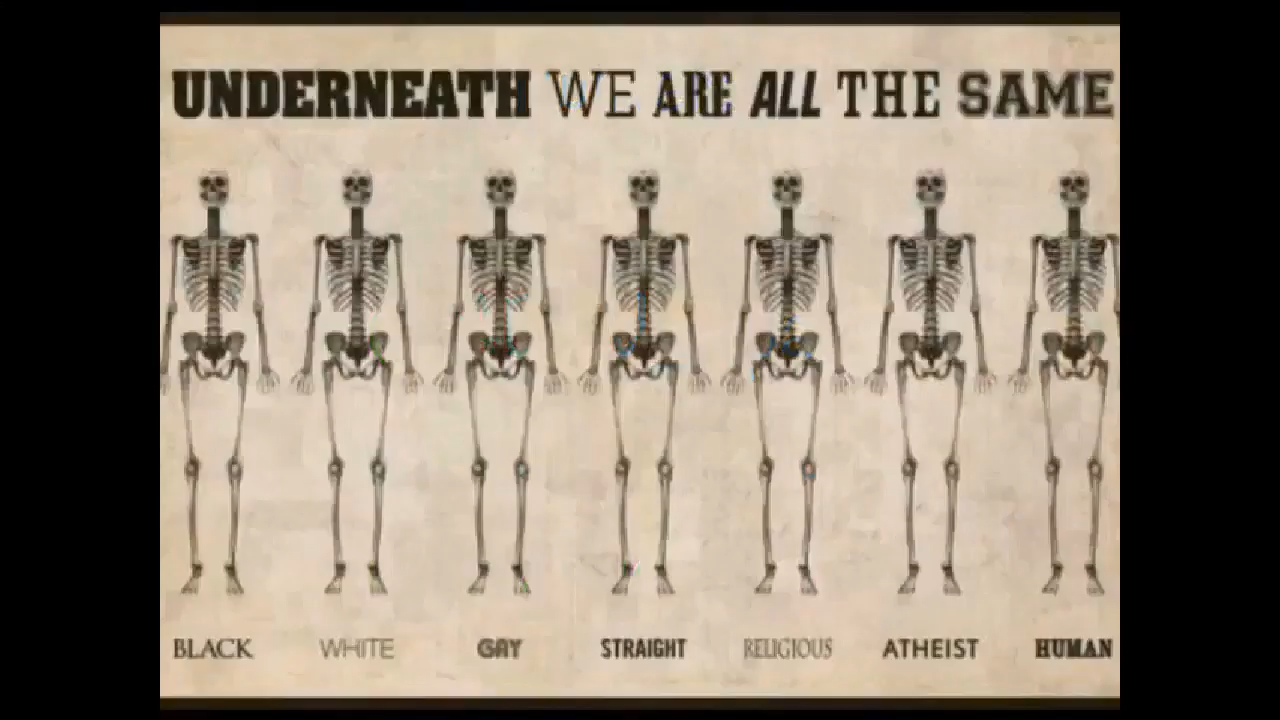 UNDERNEATH WE ARE ALL THE SAME
BLACK WHITE GAY STRAIGHT RELIGIOUS ATHEIST HUMAN